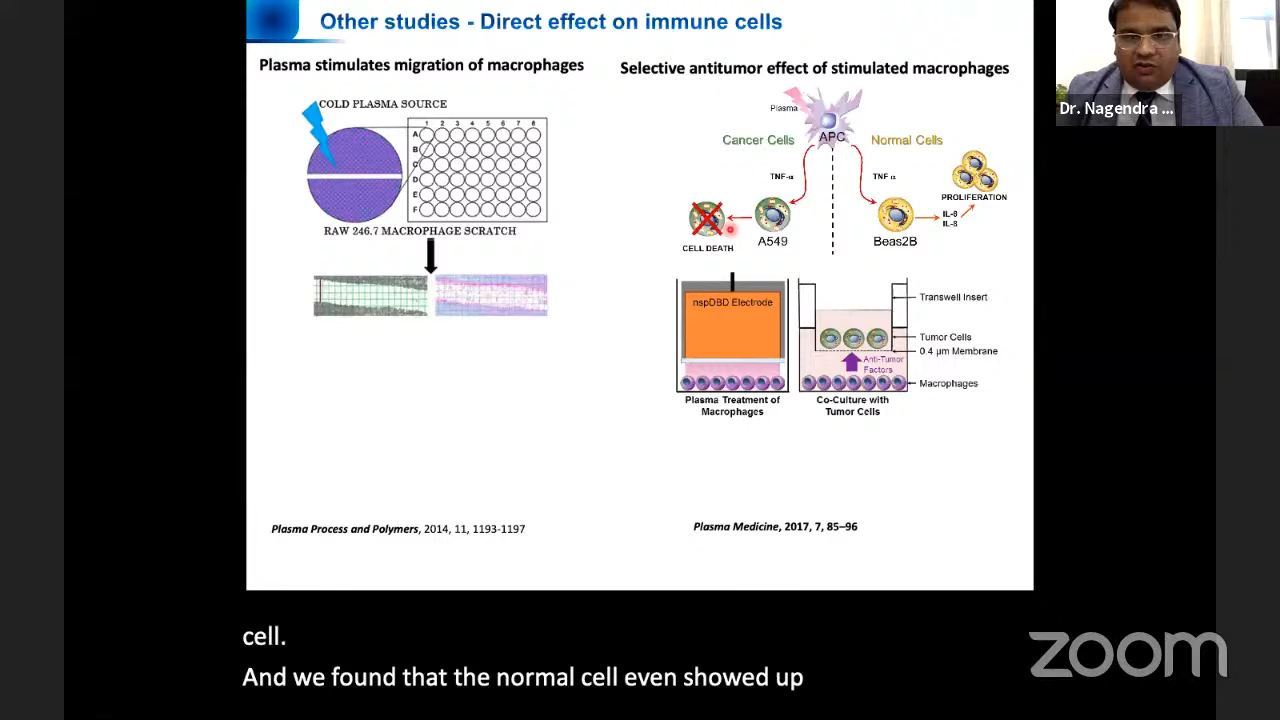 Other studies - Direct effect on immune cells
Plasma stimulates migration of macrophages
COLD PLASMA SOURCE
1 2 3 4 5 6 7 8
A
B
C
D
E
F
RAW 246.7 MACROPHAGE SCRATCH
Plasma Process and Polymers, 2014, 11, 1193-1197
Selective antitumor effect of stimulated macrophages
Plasma
APC
Cancer Cells
Normal Cells
TNF-α
TNF α
PROLIFERATION
IL-8
IL-8
CELL DEATH
A549
Beas2B
nspDBD Electrode
Plasma Treatment of
Macrophages
Transwell Insert
Tumor Cells
0.4 µm Membrane
Anti-Tumor
Factors
Macrophages
Co-Culture with
Tumor Cells
Plasma Medicine, 2017, 7, 85–96
Dr. Nagendra ...
cell.
And we found that the normal cell even showed up
zoom